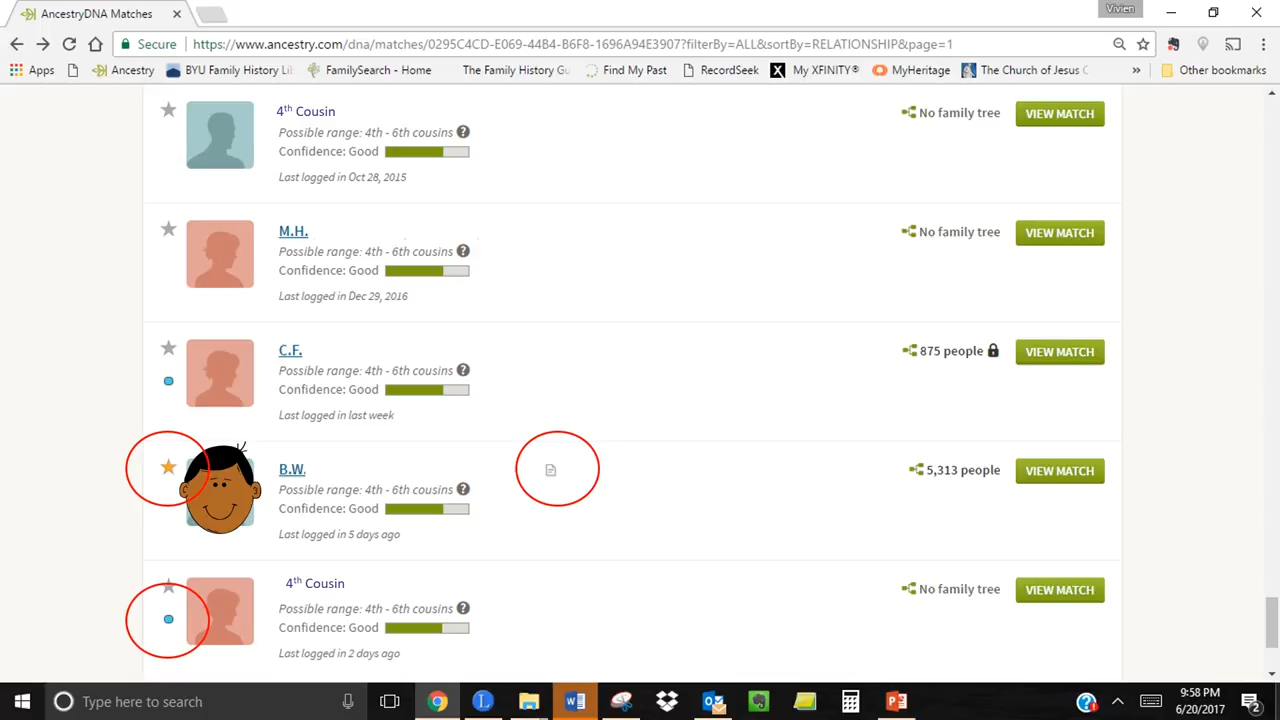 AncestryDNA Matches
Vivien
Secure https://www.ancestry.com/dna/matches/0295C4CD-E069-44B4-B6F8-1696A94E3907?filterBy=ALL&sortBy=RELATIONSHIP&page=1
Apps Ancestry BYU Family History Li FamilySearch - Home The Family History Gu Find My Past RecordSeek My XFINITY® MyHeritage The Church of Jesus C » Other bookmarks
4th Cousin No family tree VIEW MATCH
Possible range: 4th - 6th cousins ?
Confidence: Good
Last logged in Oct 28, 2015
M.H. No family tree VIEW MATCH
Possible range: 4th - 6th cousins ?
Confidence: Good
Last logged in Dec 29, 2016
C.F. 875 people VIEW MATCH
Possible range: 4th - 6th cousins ?
Confidence: Good
Last logged in last week
B.W. 5,313 people VIEW MATCH
Possible range: 4th - 6th cousins ?
Confidence: Good
Last logged in 5 days ago
4th Cousin No family tree VIEW MATCH
Possible range: 4th - 6th cousins ?
Confidence: Good
Last logged in 2 days ago
Type here to search
9:58 PM
6/20/2017
2